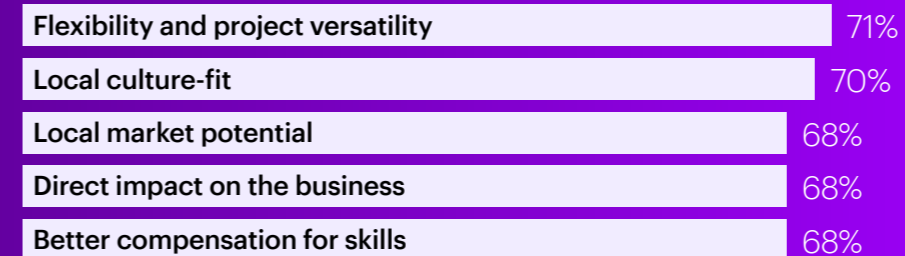 Flexibility and project versatility 71%
Local culture-fit 70%
Local market potential 68%
Direct impact on the business 68%
Better compensation for skills 68%